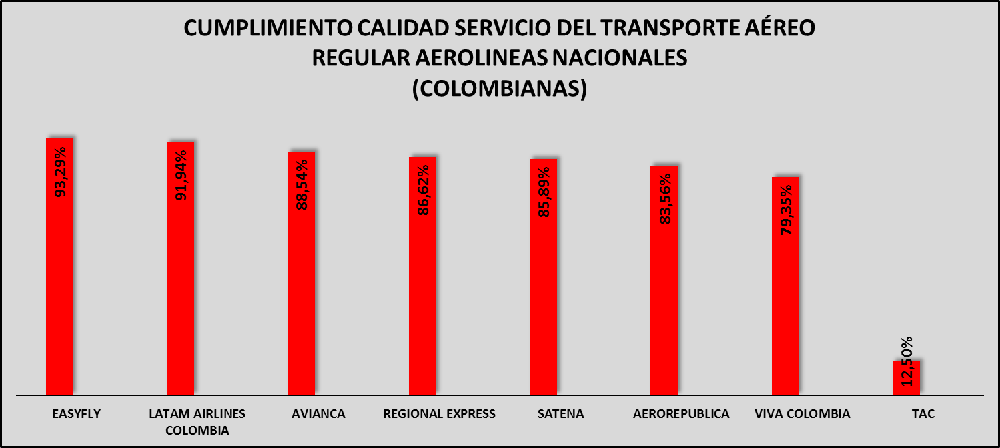 CUMPLIMIENTO CALIDAD SERVICIO DEL TRANSPORTE AÉREO
REGULAR AEROLINEAS NACIONALES
(COLOMBIANAS)
93,29%
91,94%
88,54%
86,62%
85,89%
83,56%
79,35%
12,50%
EASYFLY
LATAM AIRLINES
COLOMBIA
AVIANCA
REGIONAL EXPRESS
SATENA
AEROREPUBLICA
VIVA COLOMBIA
TAC